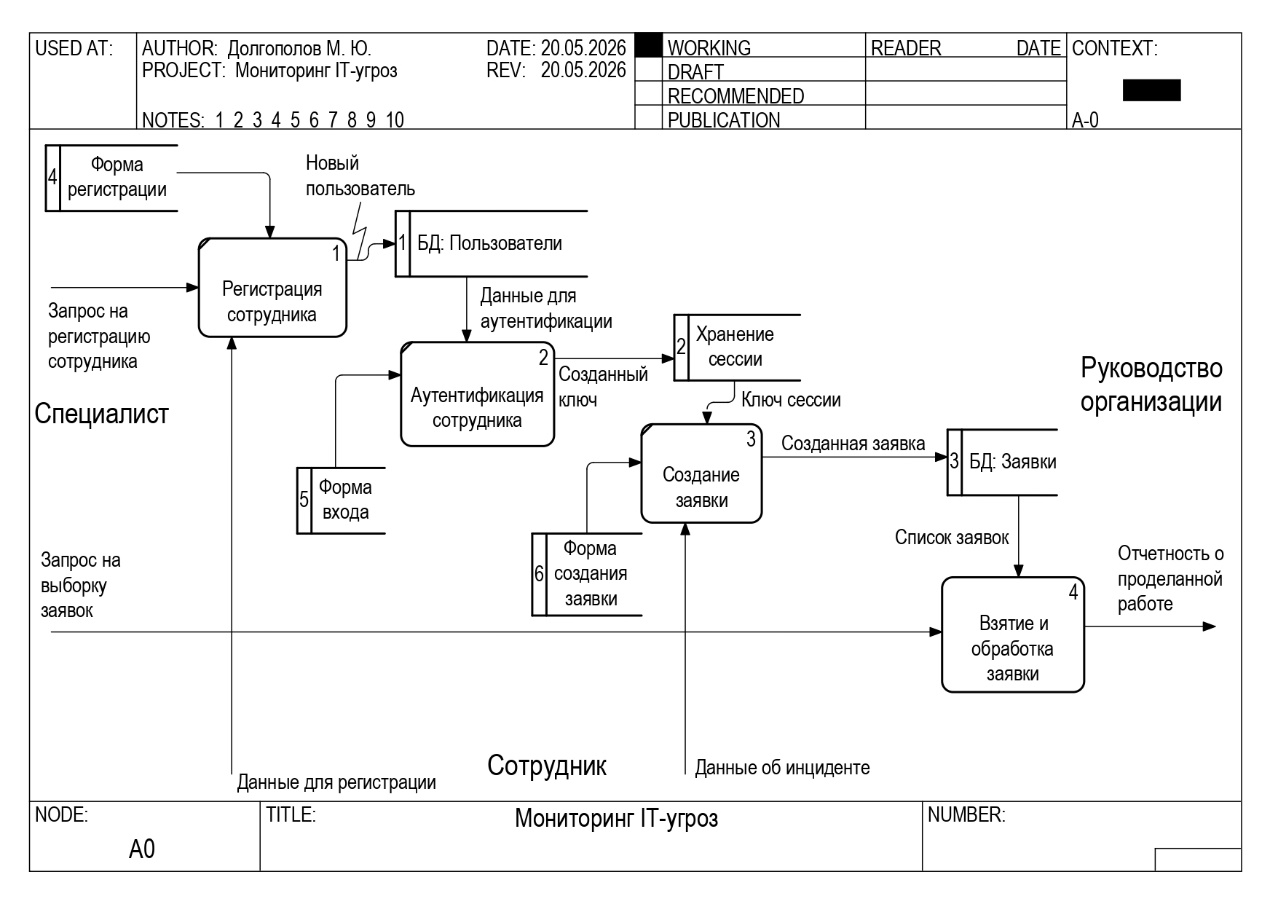 USED AT:
AUTHOR: Долгополов М. Ю.
DATE: 20.05.2026
PROJECT: Мониторинг IT-угроз
REV: 20.05.2026
NOTES: 1 2 3 4 5 6 7 8 9 10
WORKING
DRAFT
RECOMMENDED
PUBLICATION
READER
DATE
CONTEXT:
A-0
4
Форма
регистрации
Новый
пользователь
1
БД: Пользователи
1
Регистрация
сотрудника
Запрос на
регистрацию
сотрудника
Данные для
аутентификации
2
Хранение
сессии
2
Аутентификация
сотрудника
Созданный
ключ
Ключ сессии
Руководство
организации
Специалист
3
Создание
заявки
Созданная заявка
3
БД: Заявки
5
Форма
входа
6
Форма
создания
заявки
Список заявок
Запрос на
выборку
заявок
4
Взятие и
обработка
заявки
Отчетность о
проделанной
работе
Данные для регистрации
Сотрудник
Данные об инциденте
NODE:
A0
TITLE:
Мониторинг IT-угроз
NUMBER: